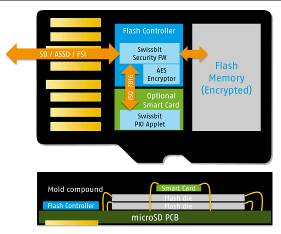 Flash Controller
SD / ASSD / FSI
Swissbit
Security FW
AES
Encryptor
Flash
Memory
(Encrypted)
ISO 7816
Optional
Smart Card
Swissbit
PKI Applet
Mold compound
Smart Card
Flash die
Flash die
Flash Controller
microSD PCB